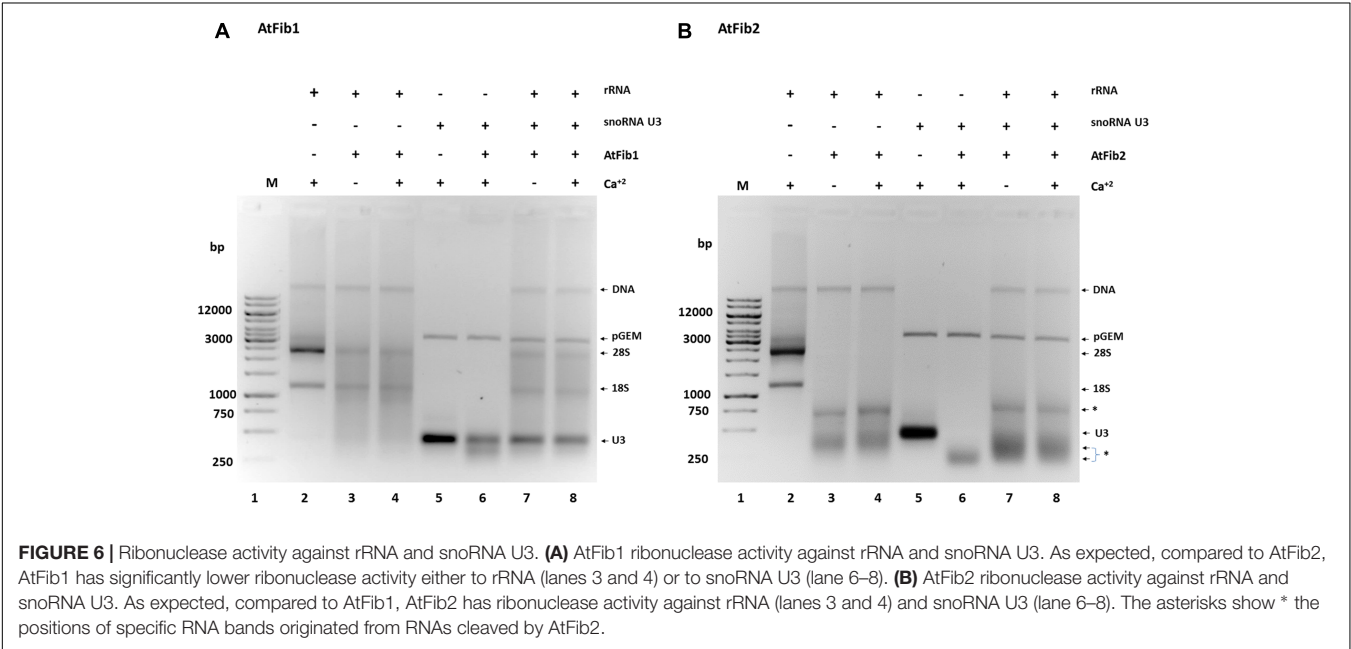 A AtFib1
+ + + - - + + rRNA
- - - + + + + snoRNA U3
- + + - + + + AtFib1
M + - + + + - + Ca+2
bp
DNA
12000
3000
pGEM
28S
1000
18S
750
U3
250
1 2 3 4 5 6 7 8
B AtFib2
+ + + - - + + rRNA
- - - + + + + snoRNA U3
- + + - + + + AtFib2
M + - + + + - + Ca+2
bp
DNA
12000
3000
pGEM
28S
18S
1000
750
*
U3
*
250
1 2 3 4 5 6 7 8
FIGURE 6 | Ribonuclease activity against rRNA and snoRNA U3. (A) AtFib1 ribonuclease activity against rRNA and snoRNA U3. As expected, compared to AtFib2,
AtFib1 has significantly lower ribonuclease activity either to rRNA (lanes 3 and 4) or to snoRNA U3 (lane 6–8). (B) AtFib2 ribonuclease activity against rRNA and
snoRNA U3. As expected, compared to AtFib1, AtFib2 has ribonuclease activity against rRNA (lanes 3 and 4) and snoRNA U3 (lane 6–8). The asterisks show * the
positions of specific RNA bands originated from RNAs cleaved by AtFib2.